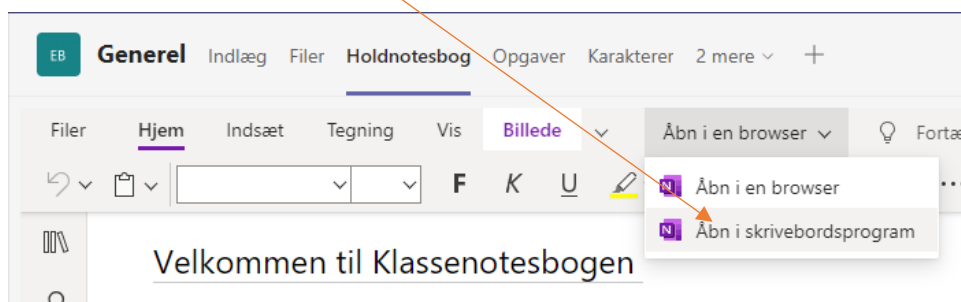 EB Generel Indlæg Filer Holdnotesbog Opgaver Karakterer 2 mere
Filer Hjem Indsæt Tegning Vis Billede Åbn i en browser Fortæ
F K U
N Åbn i en browser
N Åbn i skrivebordsprogram
Velkommen til Klassenotesbogen